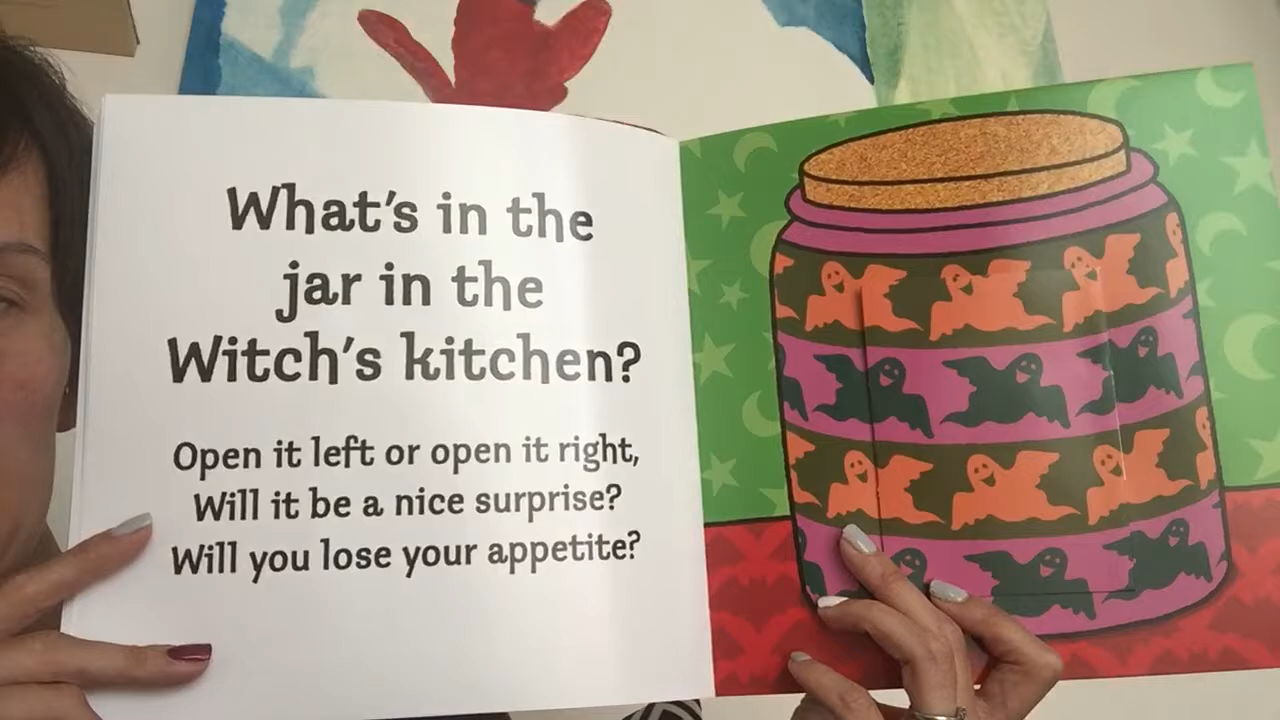 What's in the
jar in the
Witch's kitchen?
Open it left or open it right,
Will it be a nice surprise?
Will you lose your appetite?